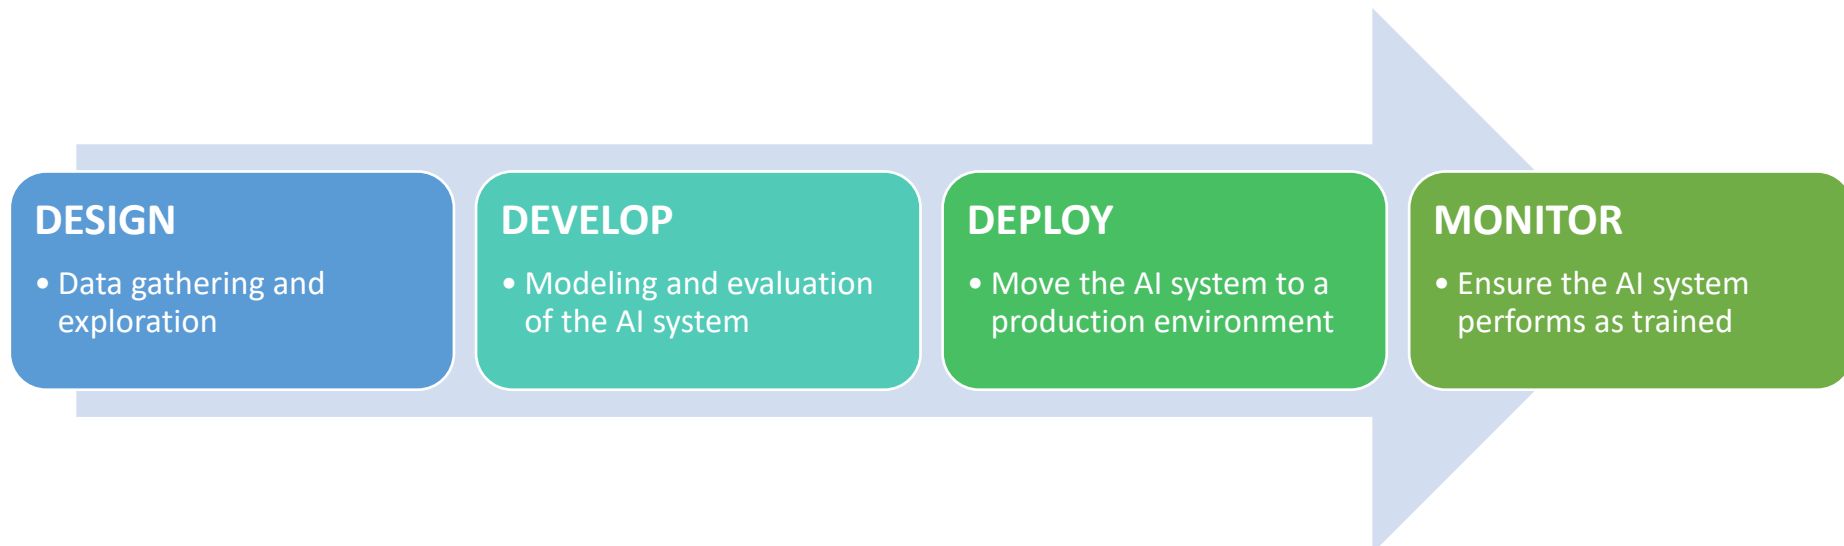 DESIGN
• Data gathering and
exploration
DEVELOP
• Modeling and evaluation
of the AI system
DEPLOY
• Move the AI system to a
production environment
MONITOR
• Ensure the AI system
performs as trained